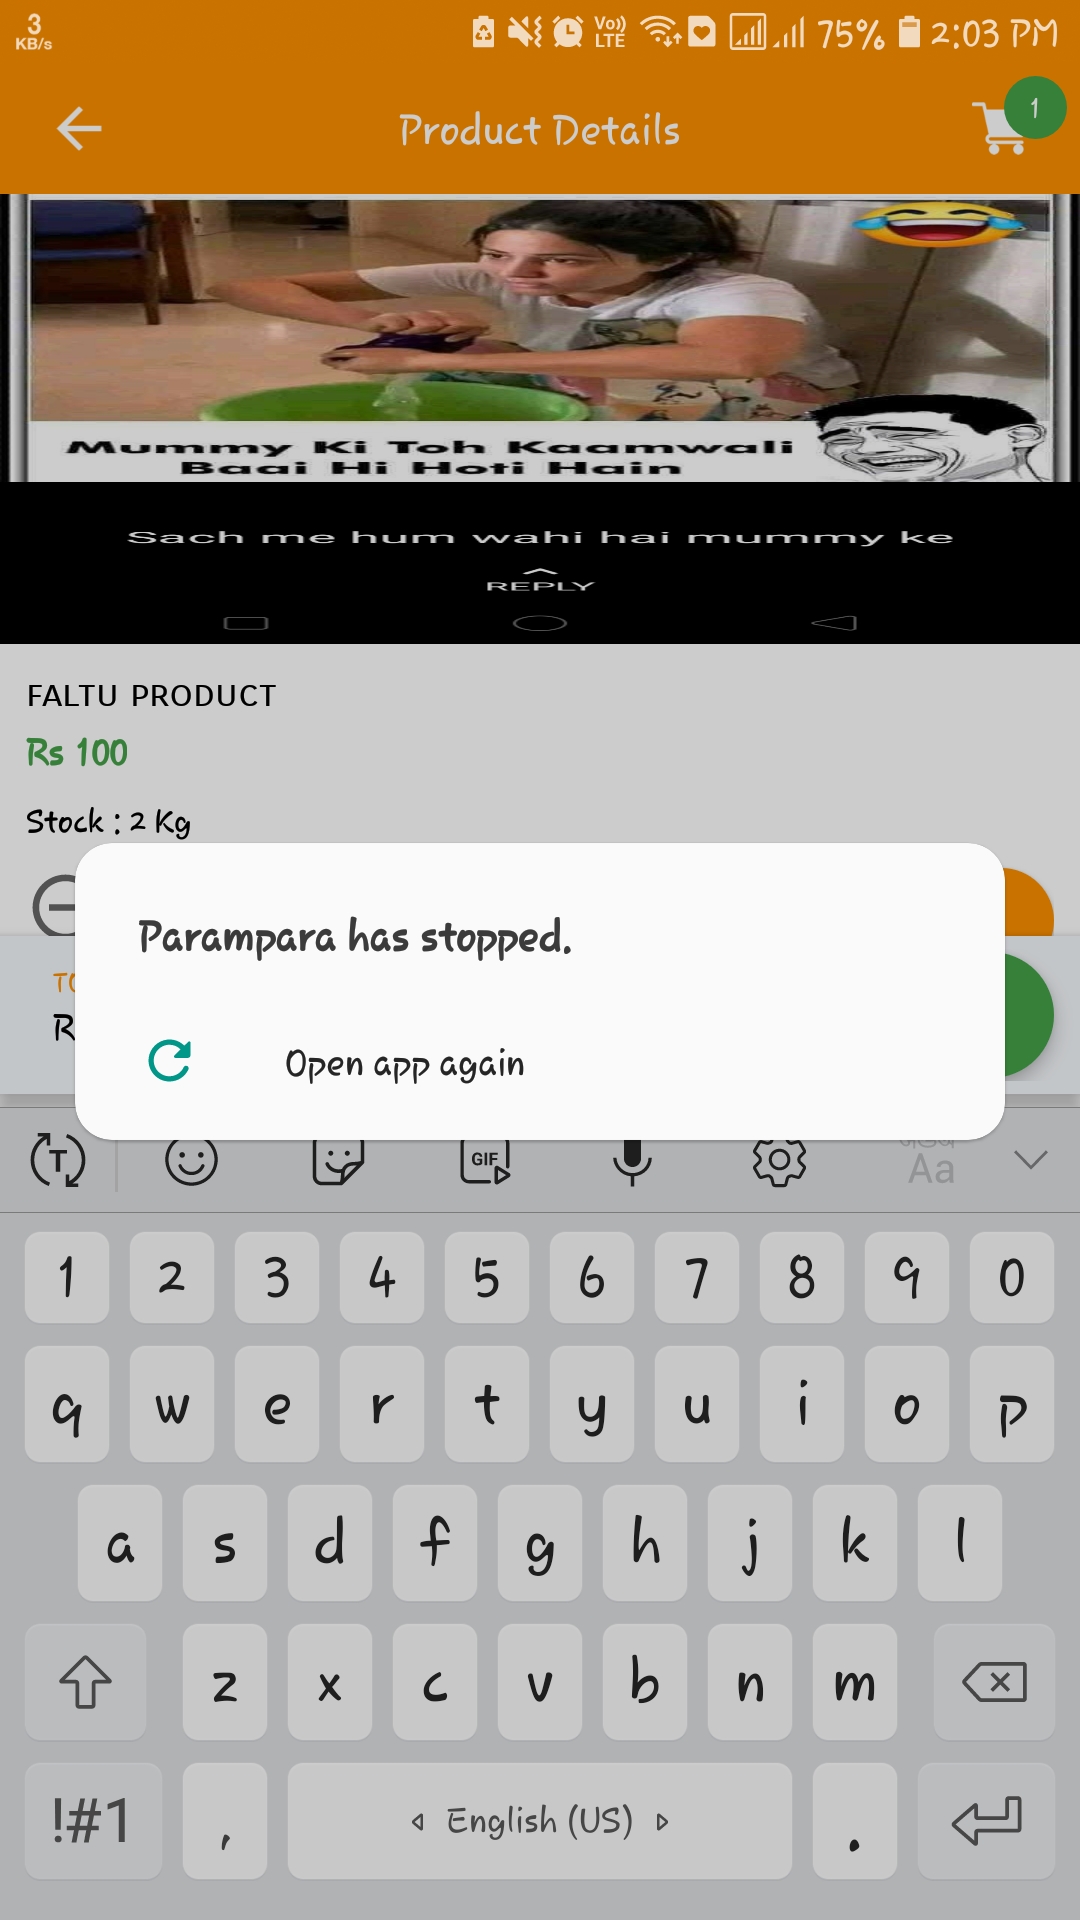 3
KB/s
Vo))
LTE
75%
2:03 PM
Product Details
1
Mummy Ki Toh Kaamwali
Baai Hi Hoti Hain
Sach me hum wahi hai mummy ke
REPLY
FALTU PRODUCT
Rs 100
Stock : 2 Kg
Parampara has stopped.
Open app again
T
GIF
Aa
1 2 3 4 5 6 7 8 9 0
q w e r t y u i o p
a s d f g h j k l
z x c v b n m
!#1 , English (US) .